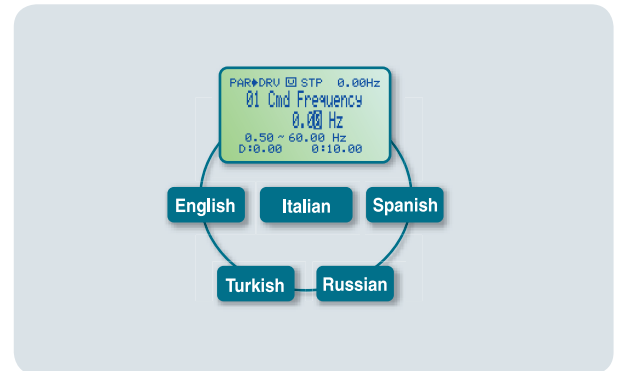 PAR➧DRV U STP 0.00Hz
01 Cmd Frequency
0.00 Hz
0.50 ~ 60.00 Hz
D:0.00 O:10.00
English Italian Spanish
Turkish Russian